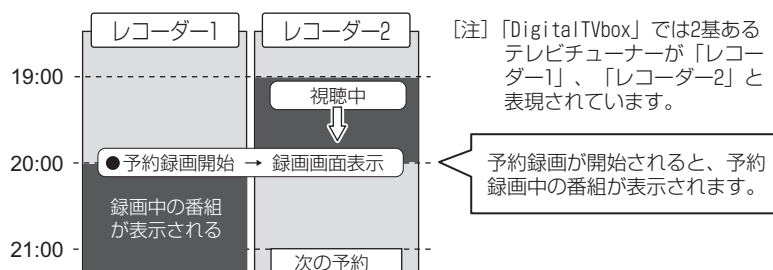 レコーダー1
レコーダー2
[注]「DigitalTVbox」では2基ある
テレビチューナーが「レコー
ダー1」、「レコーダー2」と
表現されています。
19:00
視聴中
20:00
●予約録画開始 → 録画画面表示
予約録画が開始されると、予約
録画中の番組が表示されます。
録画中の番組
が表示される
21:00
次の予約